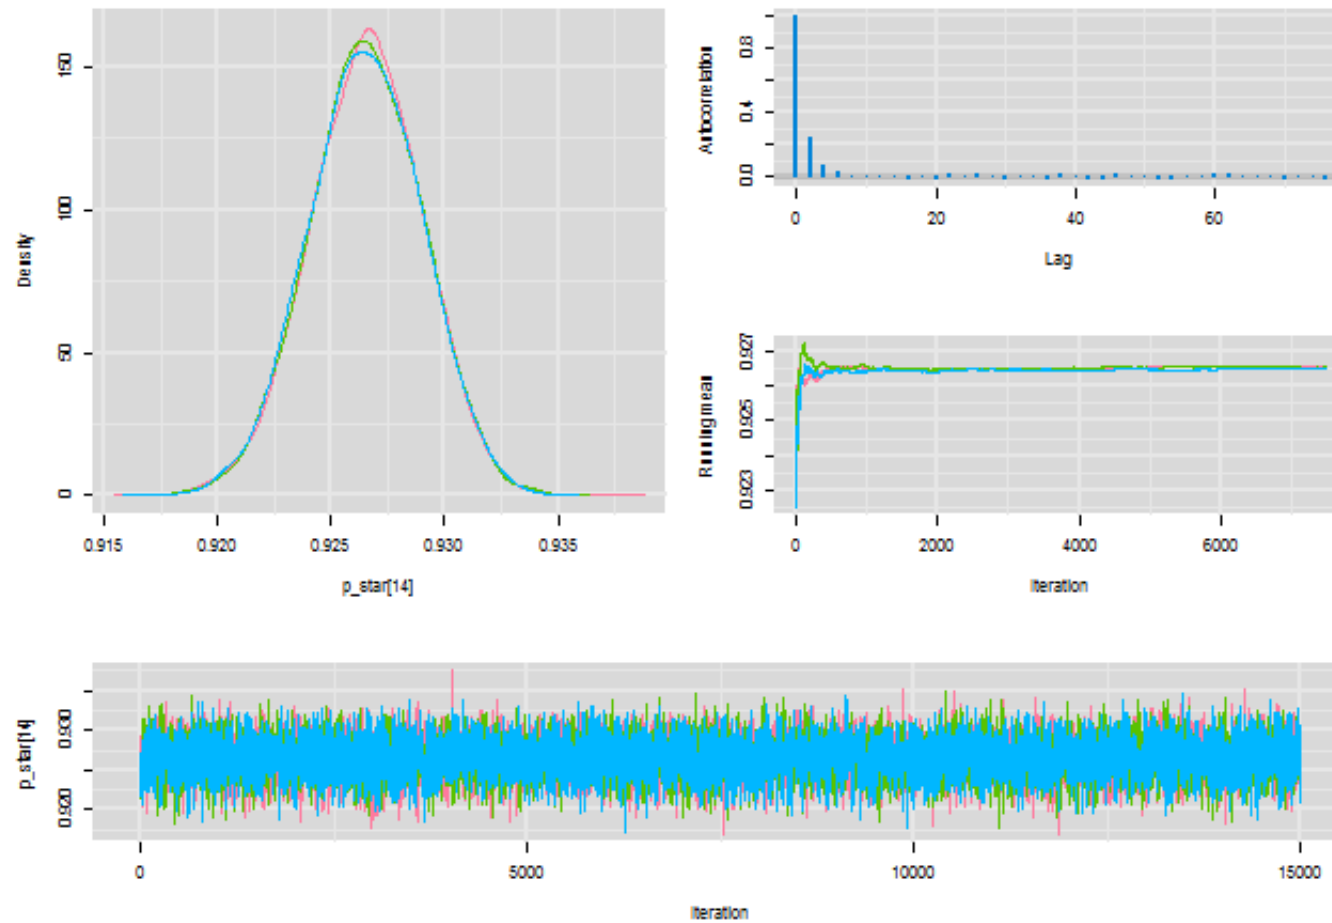 Density
0 50 100 150
0.915 0.920 0.925 0.930 0.935
p_star[14]
Autocorrelation
0.0 0.4 0.8
0 20 40 60
Lag
Running mean
0.923 0.925 0.927
0 2000 4000 6000
Iteration
p_star[14]
0.920 0.930
0 5000 10000 15000
Iteration